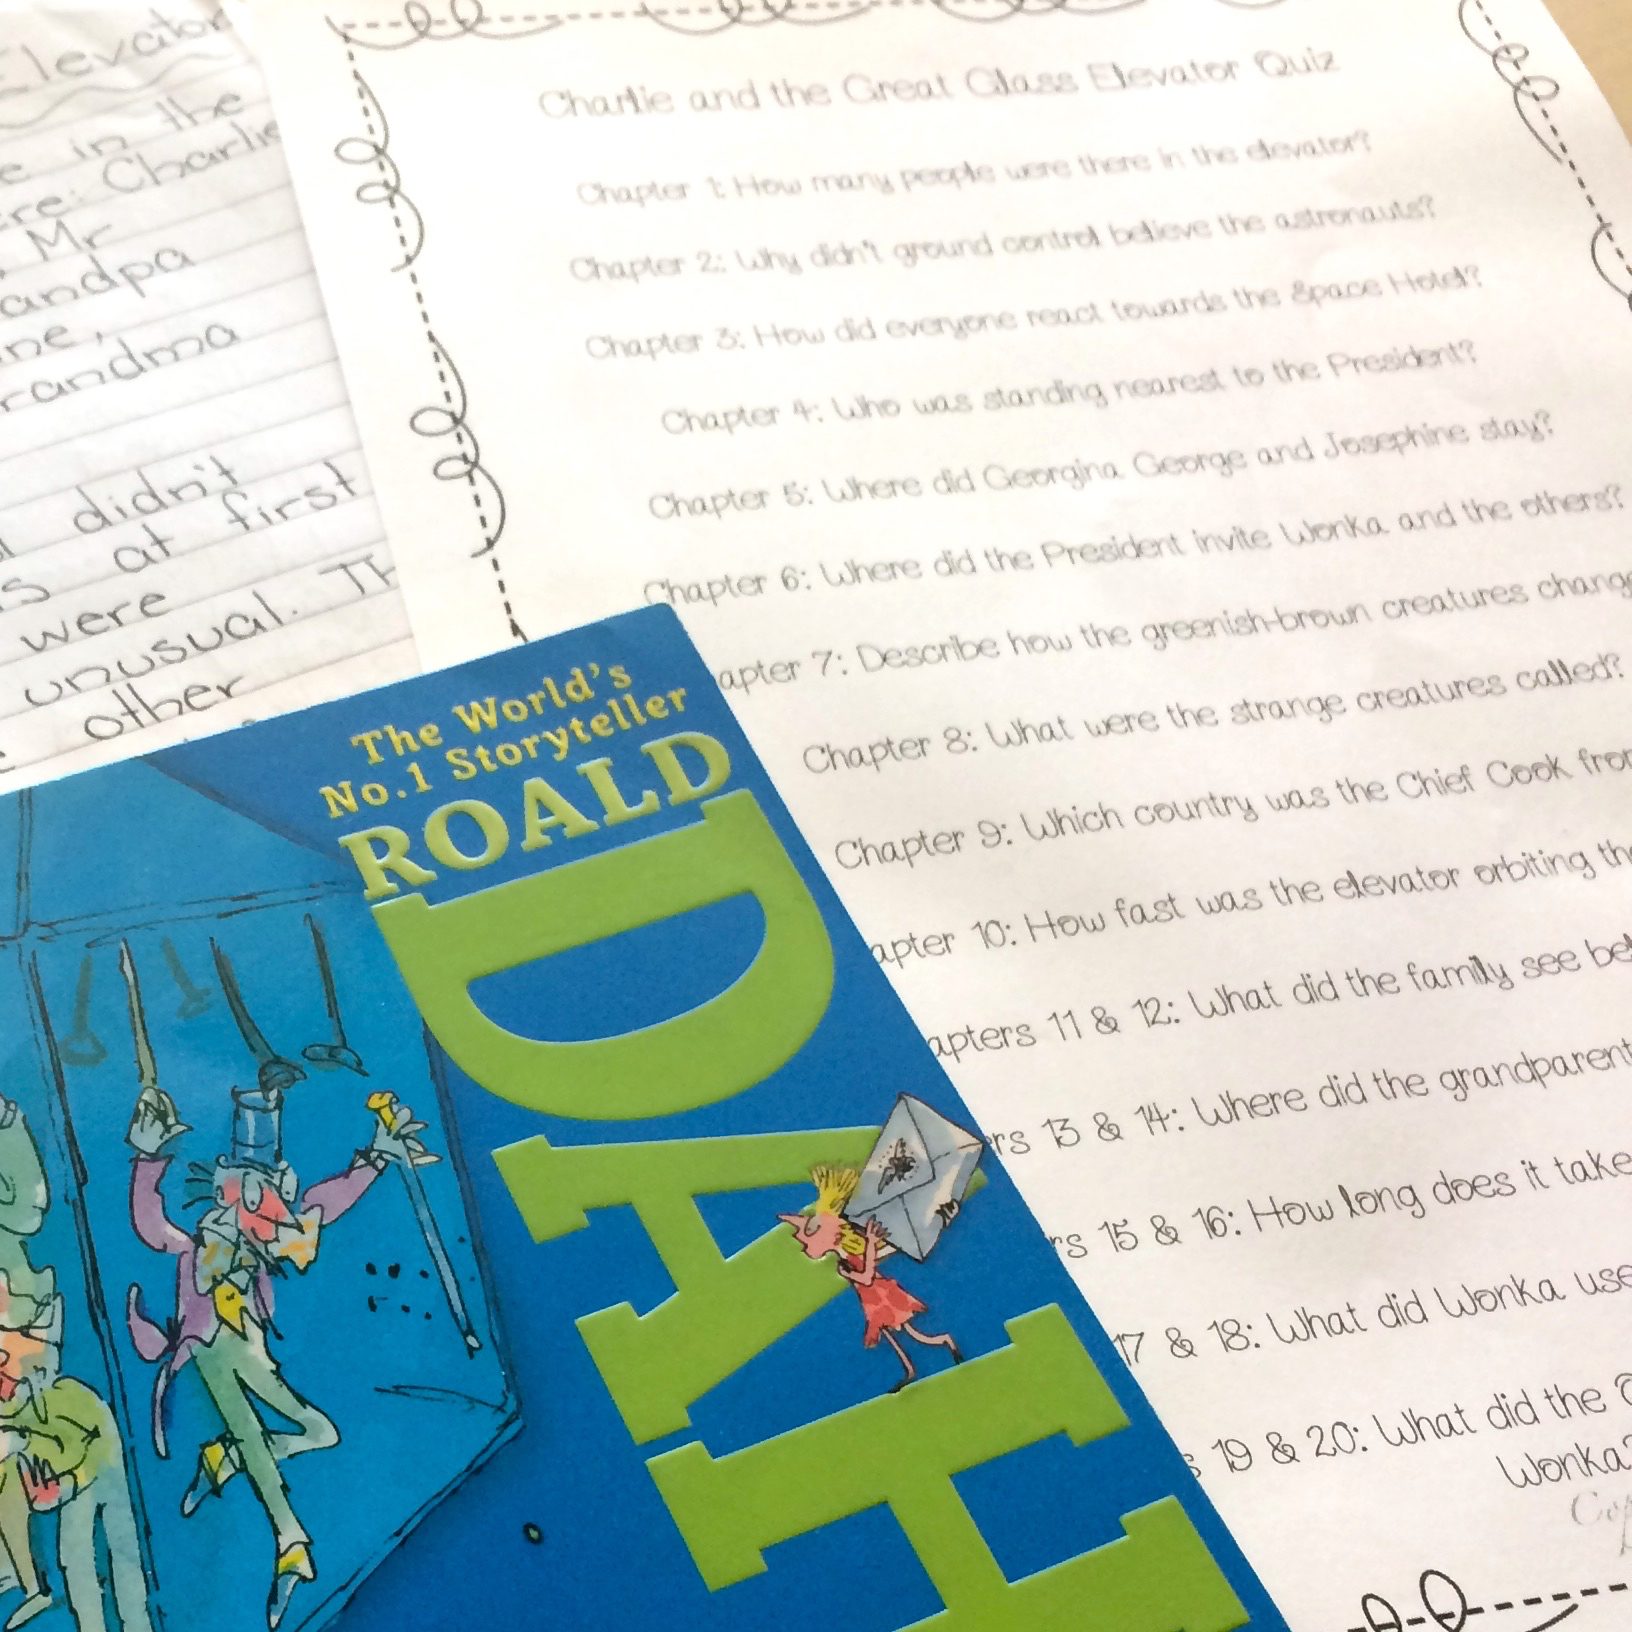 Elevator
e in the
re: Charlie
Mr
andpa
ne,
randma
didn't
s at first
were
unusual. Th
other
Charlie and the Great Glass Elevator Quiz
Chapter 1: How many people were there in the elevator?
Chapter 2: Why didn't ground control believe the astronauts?
Chapter 3: How did everyone react towards the Space Hotel?
Chapter 4: Who was standing nearest to the President?
Chapter 5: Where did Georgina George and Josephine stay?
Chapter 6: Where did the President invite Wonka and the others?
apter 7: Describe how the greenish-brown creatures chang
Chapter 8: What were the strange creatures called?
Chapter 9: Which country was the Chief Cook from
apter 10: How fast was the elevator orbiting the
apters 11 & 12: What did the family see bel
rs 13 & 14: Where did the grandparent
rs 15 & 16: How long does it take
17 & 18: What did Wonka use
s 19 & 20: What did the
Wonka?
Cop
The World's
No.1 Storyteller
ROALD
DAH